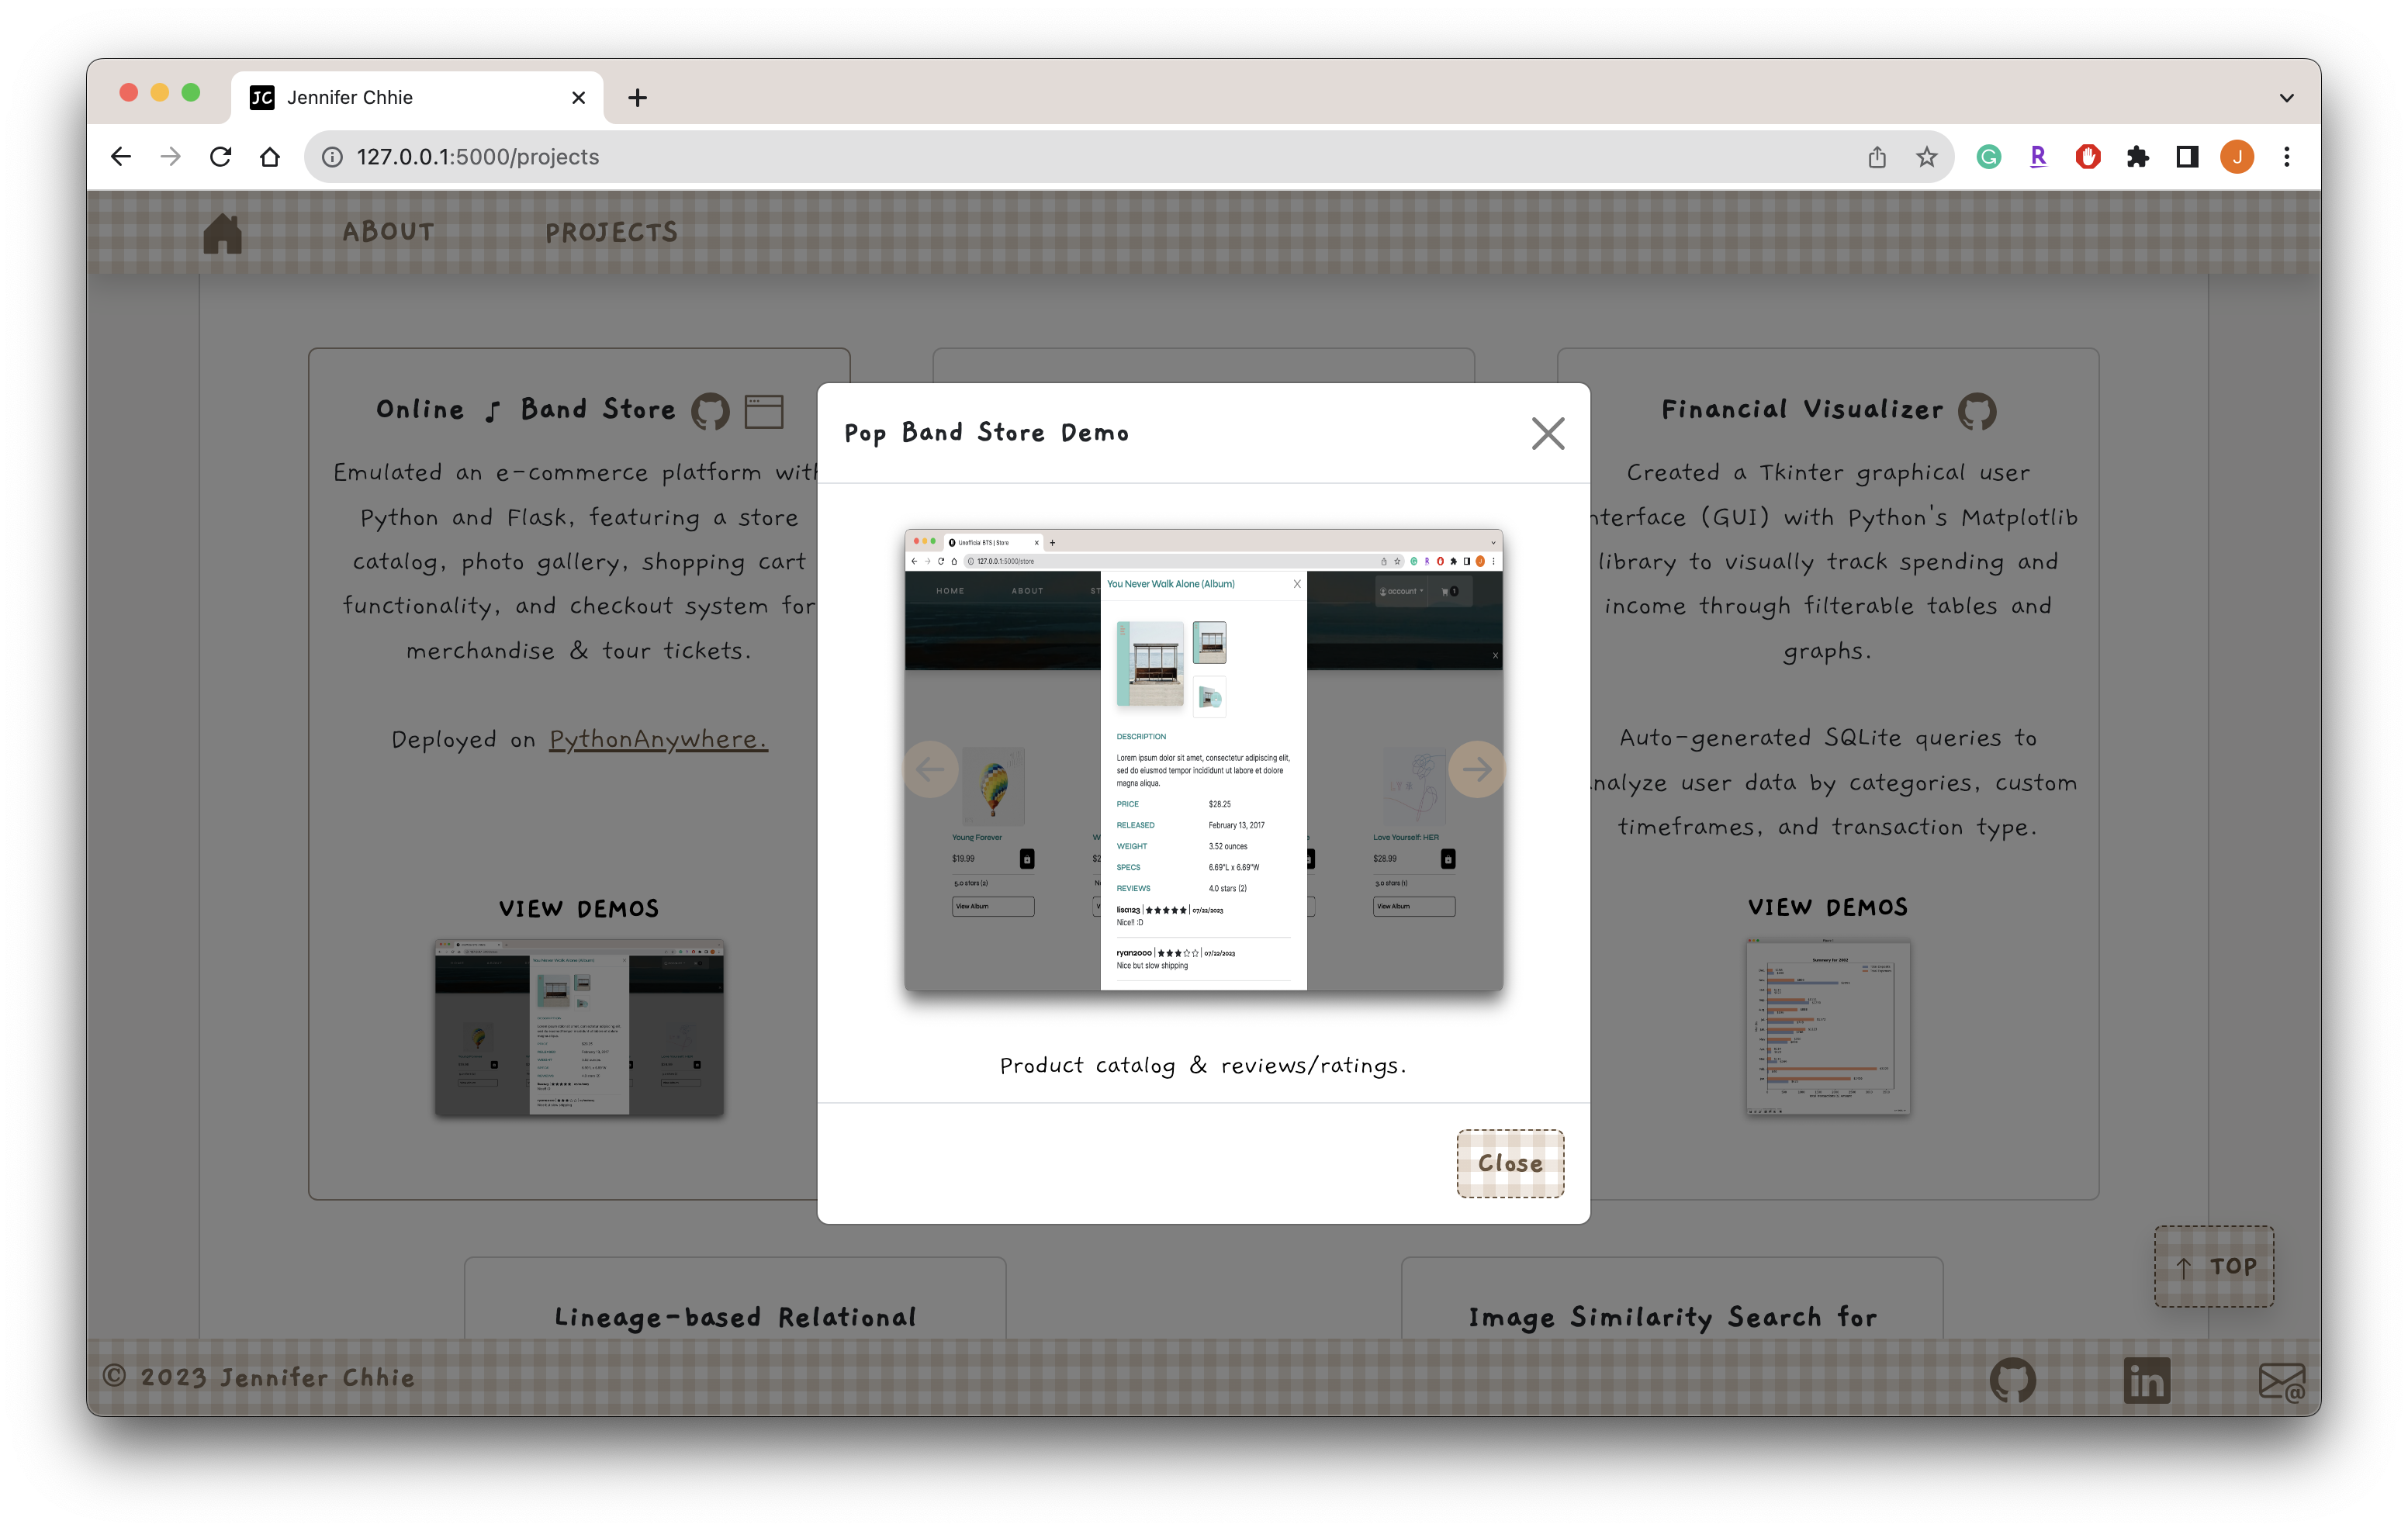 JC Jennifer Chhie
127.0.0.1:5000/projects
J
ABOUT PROJECTS
Online Band Store
Emulated an e-commerce platform with
Python and Flask, featuring a store
catalog, photo gallery, shopping cart
functionality, and checkout system for
merchandise & tour tickets.
Deployed on PythonAnywhere.
VIEW DEMOS
Pop Band Store Demo
Unofficial BTS | Store
127.0.0.1:5000/store
HOME ABOUT ST
account 1
You Never Walk Alone (Album) X
DESCRIPTION
Lorem ipsum dolor sit amet, consectetur adipiscing elit,
sed do eiusmod tempor incididunt ut labore et dolore
magna aliqua.
PRICE $28.25
RELEASED February 13, 2017
WEIGHT 3.52 ounces
SPECS 6.69"L x 6.69"W
REVIEWS 4.0 stars (2)
lisa123 | ★★★★★ | 07/22/2023
Nice!! :D
ryan2000 | ★★★☆☆ | 07/22/2023
Nice but slow shipping
Young Forever
$19.99
5.0 stars (2)
View Album
Love Yourself: HER
$28.99
3.0 stars (1)
View Album
Product catalog & reviews/ratings.
Close
Financial Visualizer
Created a Tkinter graphical user
nterface (GUI) with Python's Matplotlib
library to visually track spending and
income through filterable tables and
graphs.
Auto-generated SQLite queries to
nalyze user data by categories, custom
timeframes, and transaction type.
VIEW DEMOS
Summary for 2022
Lineage-based Relational
Image Similarity Search for
↑ TOP
© 2023 Jennifer Chhie
in